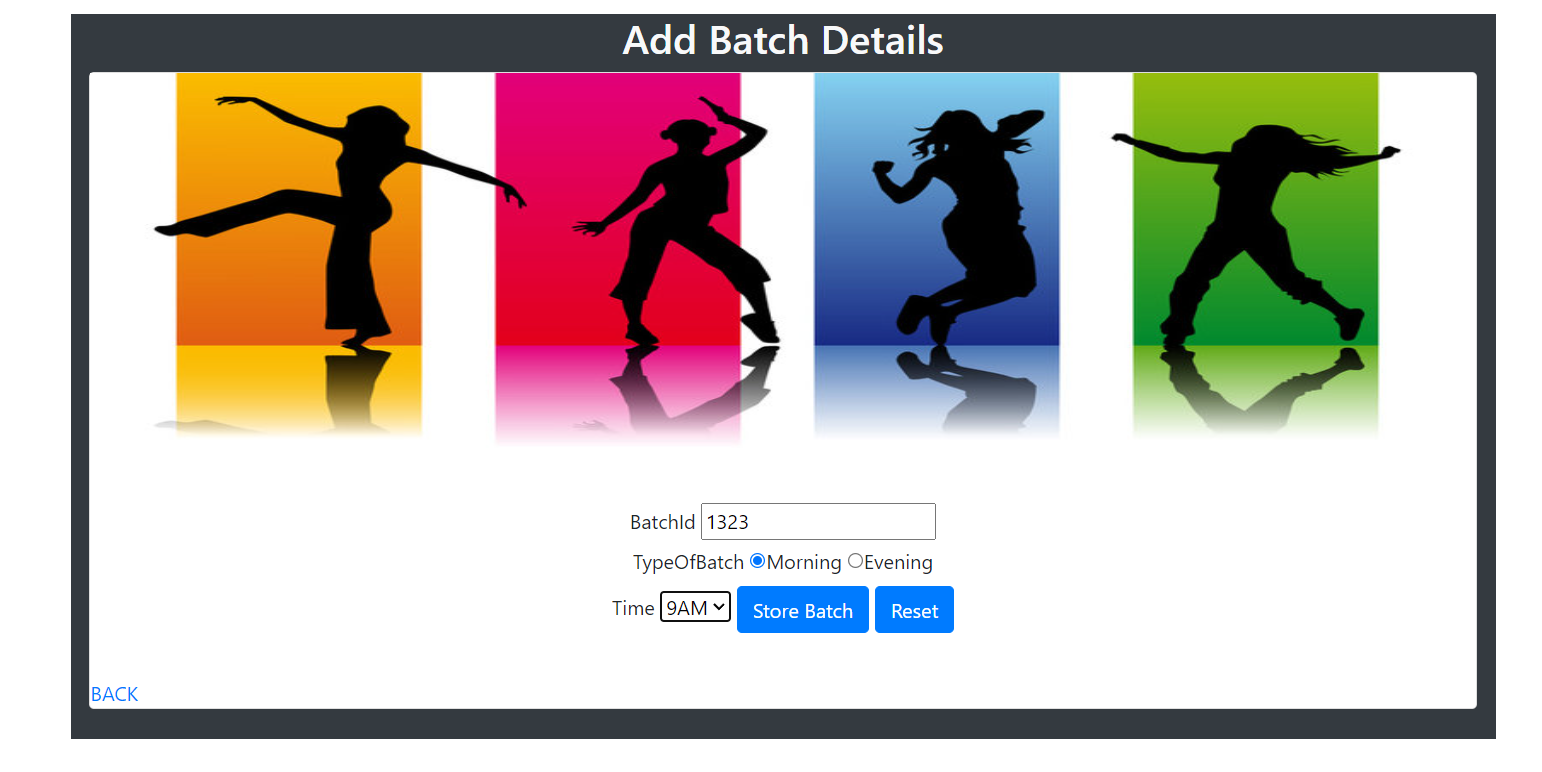 Add Batch Details
BatchId 1323
TypeOfBatch Morning Evening
Time 9AM Store Batch Reset
BACK